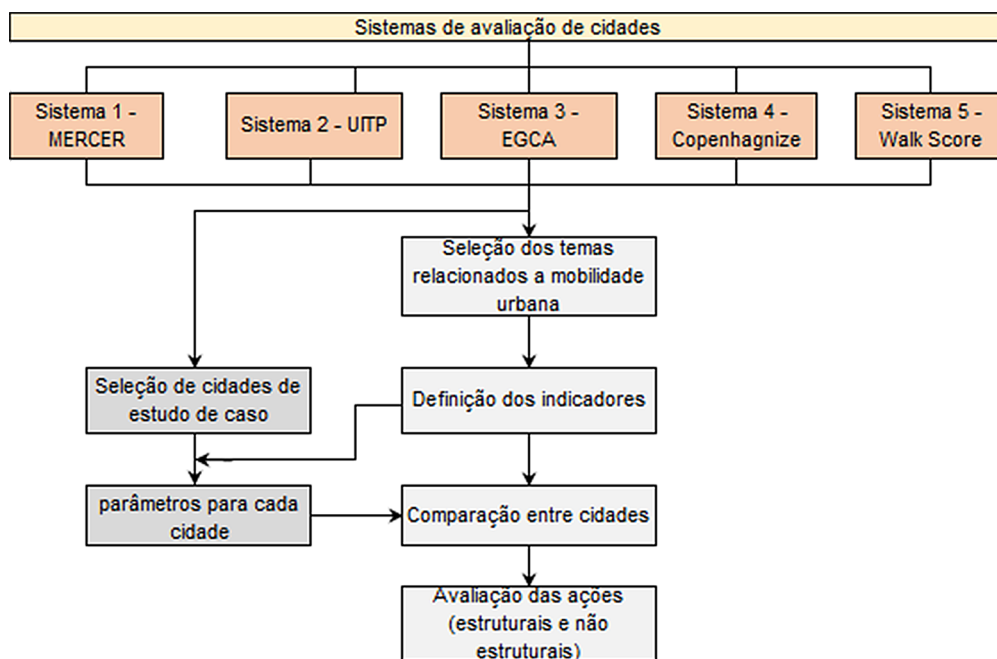 Sistemas de avaliação de cidades
Sistema 1 -
MERCER
Sistema 2 - UITP
Sistema 3 -
EGCA
Sistema 4 -
Copenhagnize
Sistema 5 -
Walk Score
Seleção dos temas
relacionados a mobilidade
urbana
Seleção de cidades de
estudo de caso
Definição dos indicadores
parâmetros para cada
cidade
Comparação entre cidades
Avaliação das ações
(estruturais e não
estruturais)